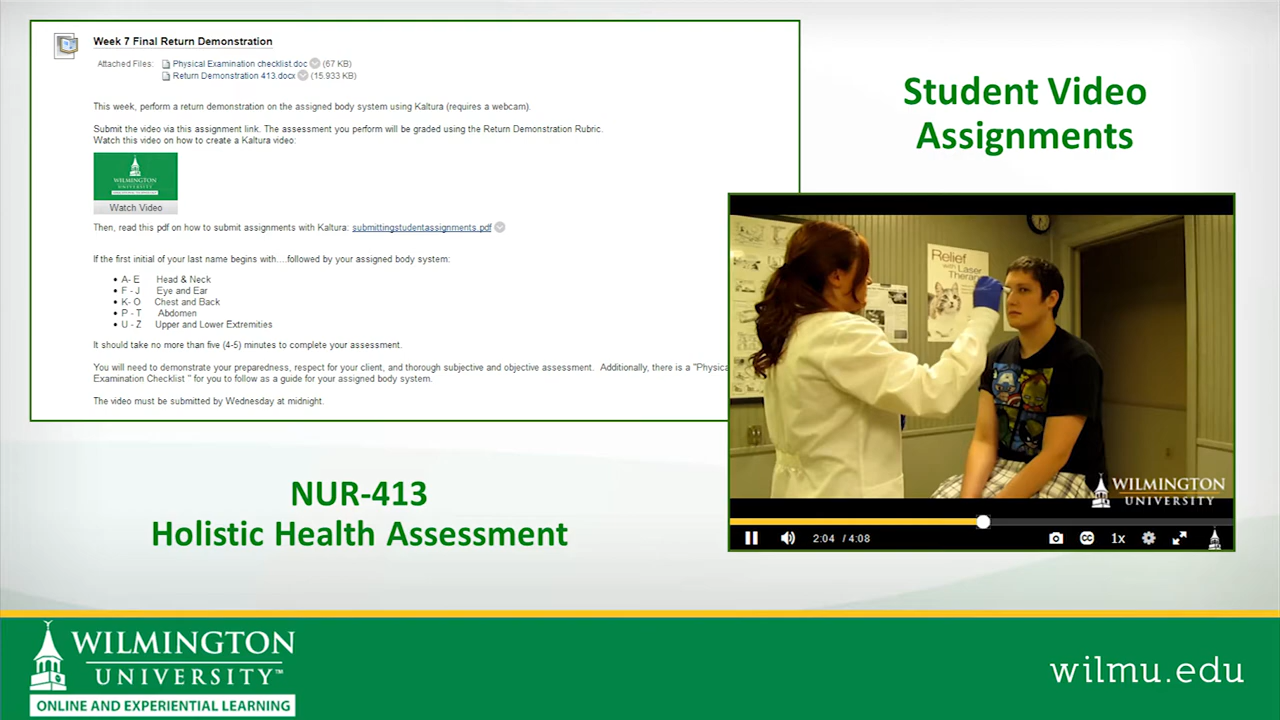 Week 7 Final Return Demonstration
Attached Files: Physical Examination checklist.doc (67 KB)
Return Demonstration 413.docx (15.933 KB)
This week, perform a return demonstration on the assigned body system using Kaltura (requires a webcam).
Submit the video via this assignment link. The assessment you perform will be graded using the Return Demonstration Rubric.
Watch this video on how to create a Kaltura video:
WILMINGTON
UNIVERSITY
Watch Video
Then, read this pdf on how to submit assignments with Kaltura: submittingstudentassignments.pdf
If the first initial of your last name begins with....followed by your assigned body system:
• A- E Head & Neck
• F - J Eye and Ear
• K- O Chest and Back
• P - T Abdomen
• U - Z Upper and Lower Extremities
It should take no more than five (4-5) minutes to complete your assessment.
You will need to demonstrate your preparedness, respect for your client, and thorough subjective and objective assessment. Additionally, there is a "Physica
Examination Checklist " for you to follow as a guide for your assigned body system.
The video must be submitted by Wednesday at midnight.
Student Video
Assignments
Relief
with Laser
Therapy
WILMINGTON
UNIVERSITY
2:04 / 4:08
CC
1x
NUR-413
Holistic Health Assessment
WILMINGTON
UNIVERSITY™
ONLINE AND EXPERIENTIAL LEARNING
wilmu.edu